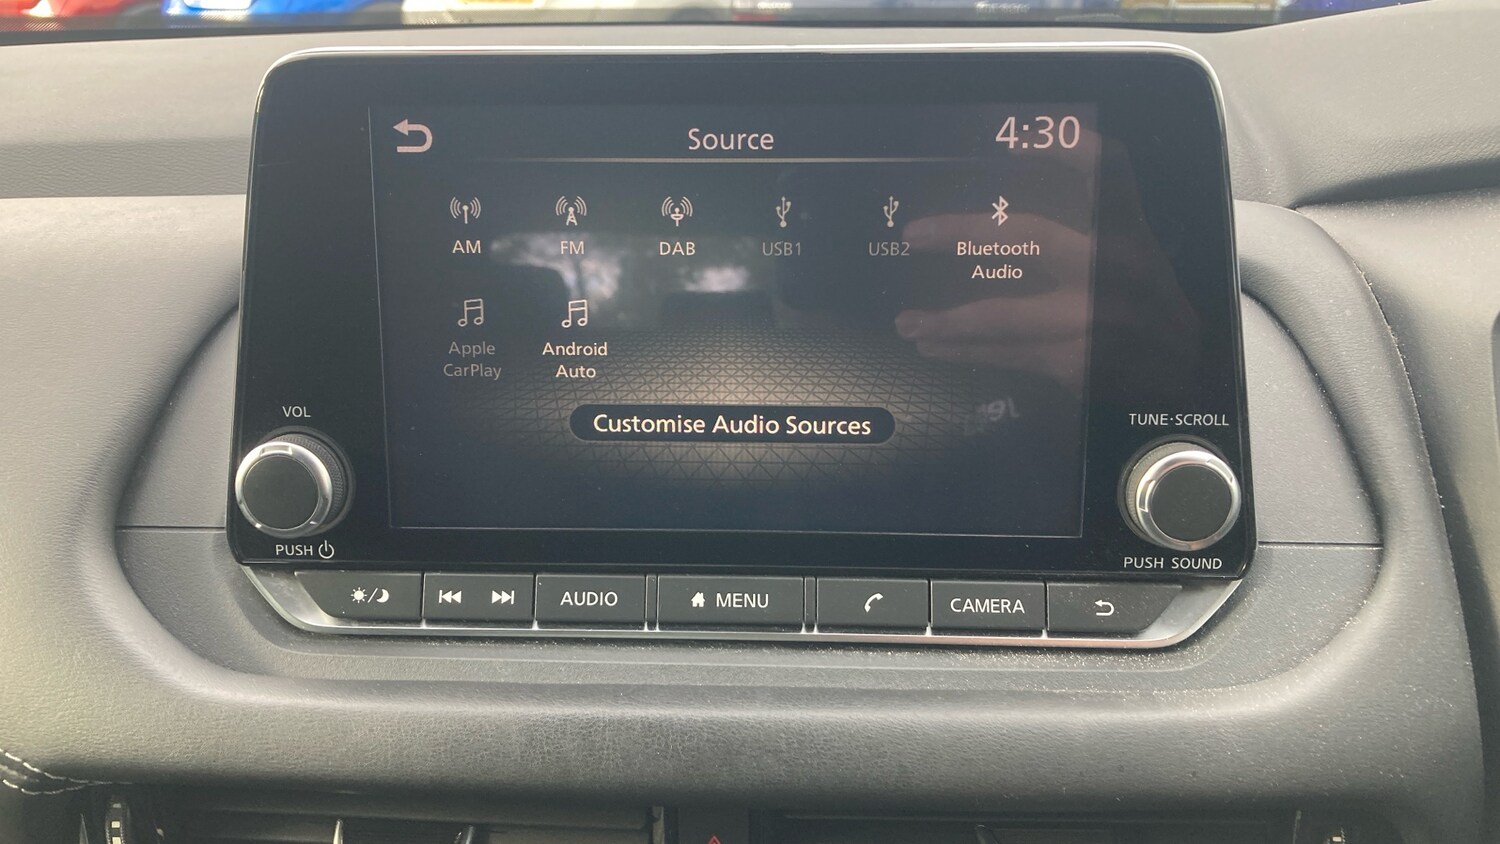 Source
4:30
AM
FM
DAB
USB1
USB2
Bluetooth
Audio
Apple
CarPlay
Android
Auto
Customise Audio Sources
VOL
PUSH
TUNE·SCROLL
PUSH SOUND
AUDIO
MENU
CAMERA